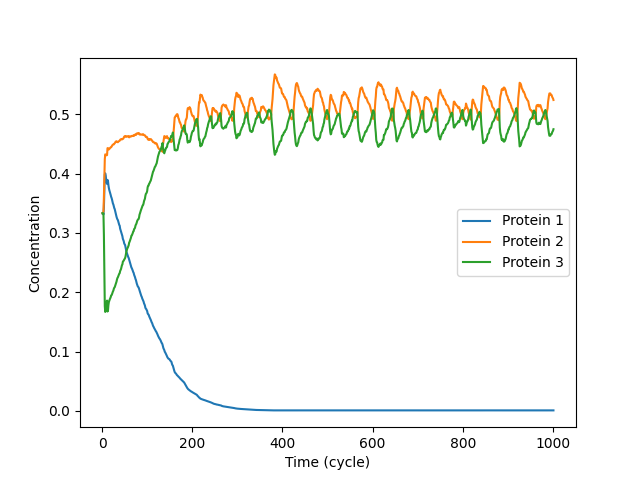 0.5
0.4
0.3
0.2
0.1
0.0
Concentration
Protein 1
Protein 2
Protein 3
0
200
400
600
800
1000
Time (cycle)